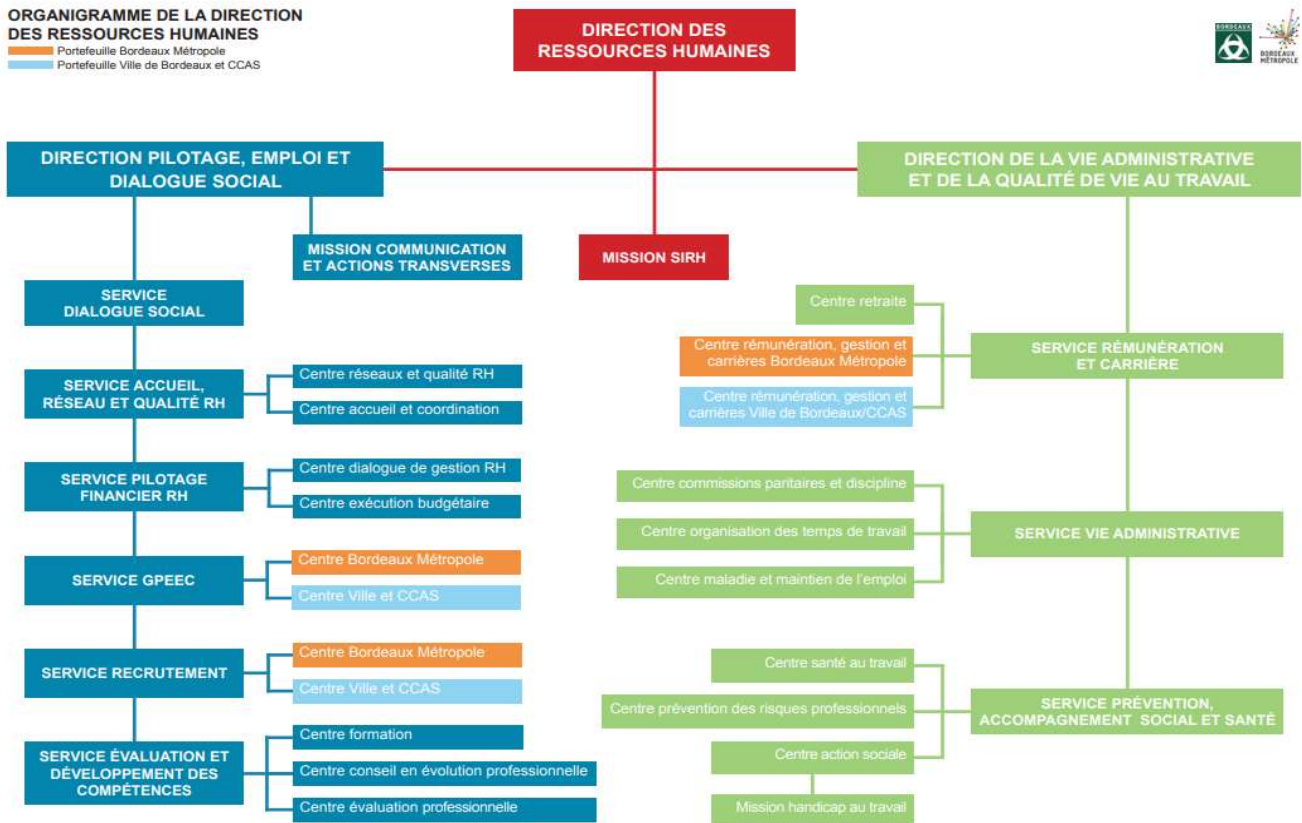 ORGANIGRAMME DE LA DIRECTION
DES RESSOURCES HUMAINES
Portefeuille Bordeaux Métropole
Portefeuille Ville de Bordeaux et CCAS
DIRECTION DES
RESSOURCES HUMAINES
BORDEAUX
BORDEAUX
MÉTROPOLE
DIRECTION PILOTAGE, EMPLOI ET
DIALOGUE SOCIAL
DIRECTION DE LA VIE ADMINISTRATIVE
ET DE LA QUALITÉ DE VIE AU TRAVAIL
MISSION COMMUNICATION
ET ACTIONS TRANSVERSES
MISSION SIRH
SERVICE
DIALOGUE SOCIAL
SERVICE ACCUEIL,
RÉSEAU ET QUALITÉ RH
Centre réseaux et qualité RH
Centre accueil et coordination
SERVICE PILOTAGE
FINANCIER RH
Centre dialogue de gestion RH
Centre exécution budgétaire
SERVICE GPEEC
Centre Bordeaux Métropole
Centre Ville et CCAS
SERVICE RECRUTEMENT
Centre Bordeaux Métropole
Centre Ville et CCAS
SERVICE ÉVALUATION ET
DÉVELOPPEMENT DES
COMPÉTENCES
Centre formation
Centre conseil en évolution professionnelle
Centre évaluation professionnelle
Centre retraite
Centre rémunération, gestion et
carrières Bordeaux Métropole
Centre rémunération, gestion et
carrières Ville de Bordeaux/CCAS
SERVICE RÉMUNÉRATION
ET CARRIÈRE
Centre commissions paritaires et discipline
Centre organisation des temps de travail
Centre maladie et maintien de l'emploi
SERVICE VIE ADMINISTRATIVE
Centre santé au travail
Centre prévention des risques professionnels
Centre action sociale
Mission handicap au travail
SERVICE PRÉVENTION,
ACCOMPAGNEMENT SOCIAL ET SANTÉ